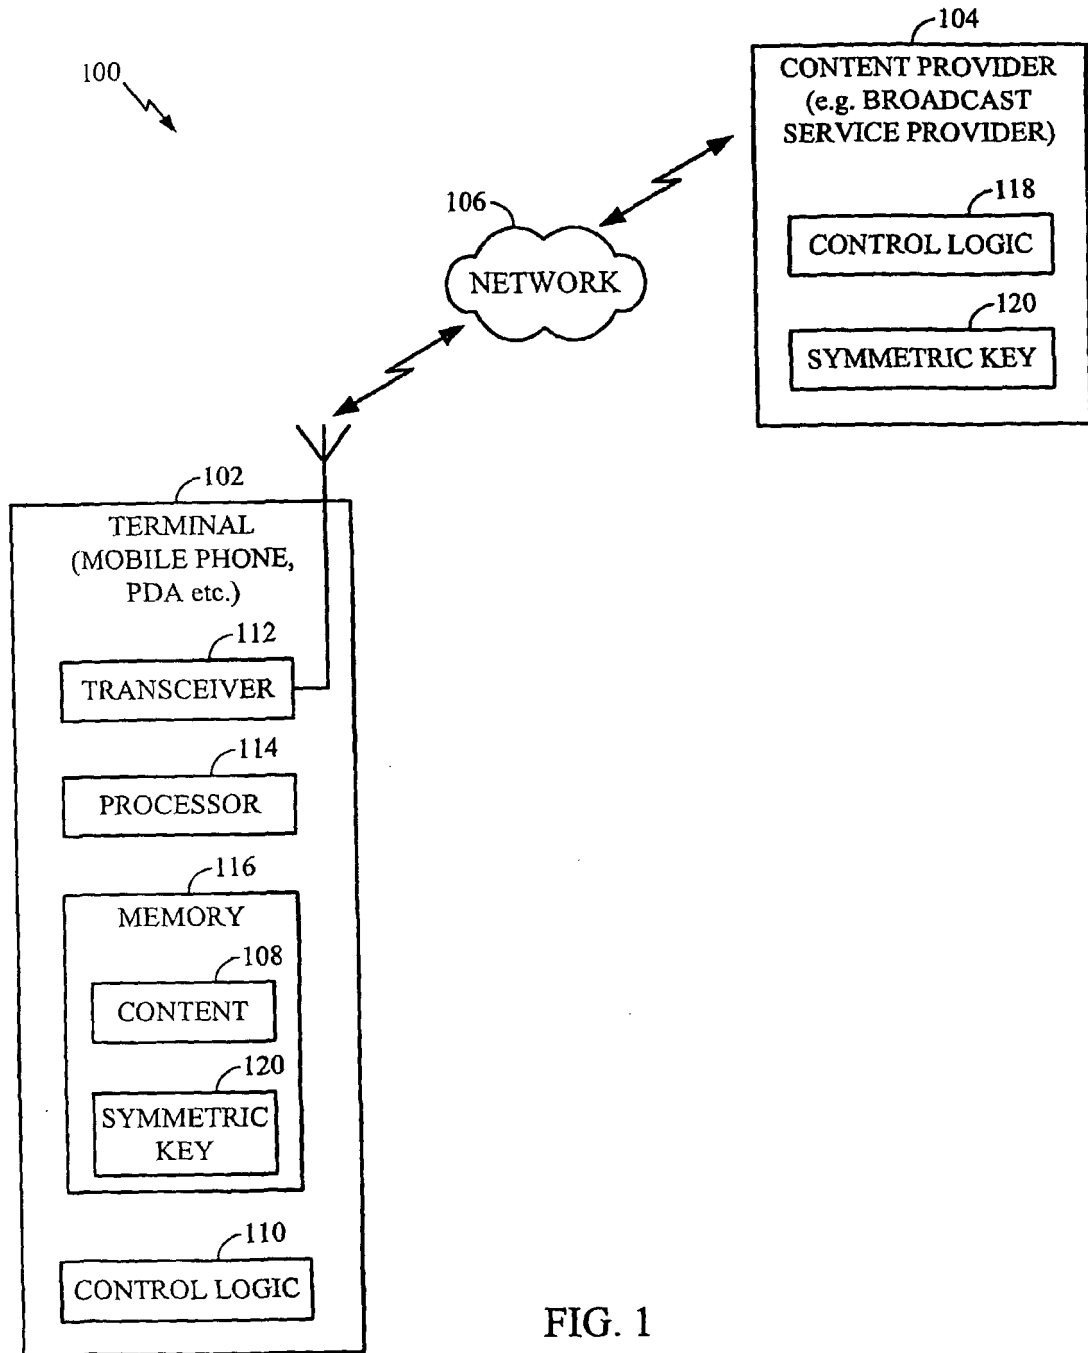 100
104
CONTENT PROVIDER
(e.g. BROADCAST
SERVICE PROVIDER)
118
CONTROL LOGIC
120
SYMMETRIC KEY
106
NETWORK
102
TERMINAL
(MOBILE PHONE,
PDA etc.)
112
TRANSCEIVER
114
PROCESSOR
116
MEMORY
108
CONTENT
120
SYMMETRIC
KEY
110
CONTROL LOGIC
FIG. 1